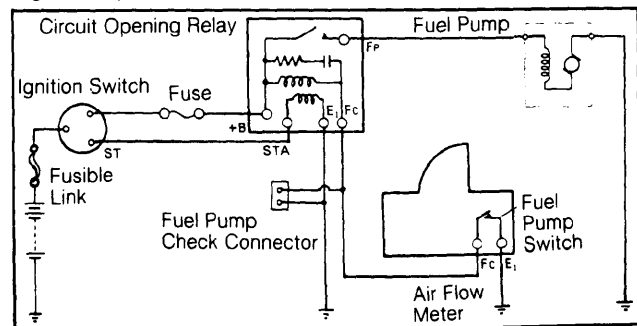 Circuit Opening Relay
Fuel Pump
FP
Ignition Switch
Fuse
+B
STA
E1
FC
ST
Fusible
Link
Fuel Pump
Check Connector
Fuel
Pump
Switch
FC
E1
Air Flow
Meter